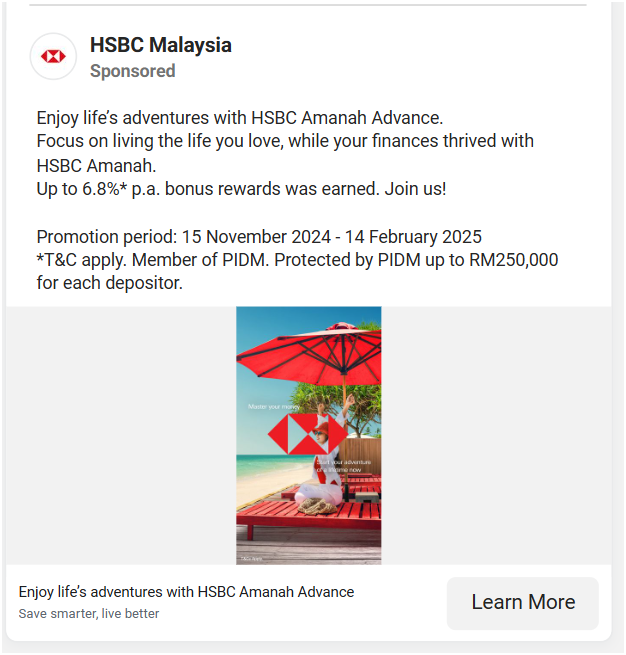 HSBC Malaysia
Sponsored
Enjoy life’s adventures with HSBC Amanah Advance.
Focus on living the life you love, while your finances thrived with
HSBC Amanah.
Up to 6.8%* p.a. bonus rewards was earned. Join us!
Promotion period: 15 November 2024 - 14 February 2025
*T&C apply. Member of PIDM. Protected by PIDM up to RM250,000
for each depositor.
Master your money
Start your adventure
of a lifetime now
Enjoy life’s adventures with HSBC Amanah Advance
Save smarter, live better
Learn More